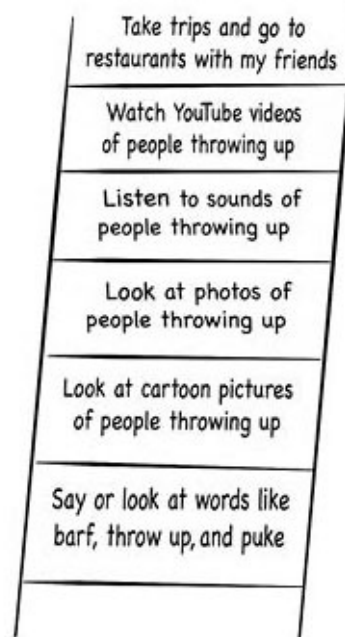 Take trips and go to
restaurants with my friends
Watch YouTube videos
of people throwing up
Listen to sounds of
people throwing up
Look at photos of
people throwing up
Look at cartoon pictures
of people throwing up
Say or look at words like
barf, throw up, and puke